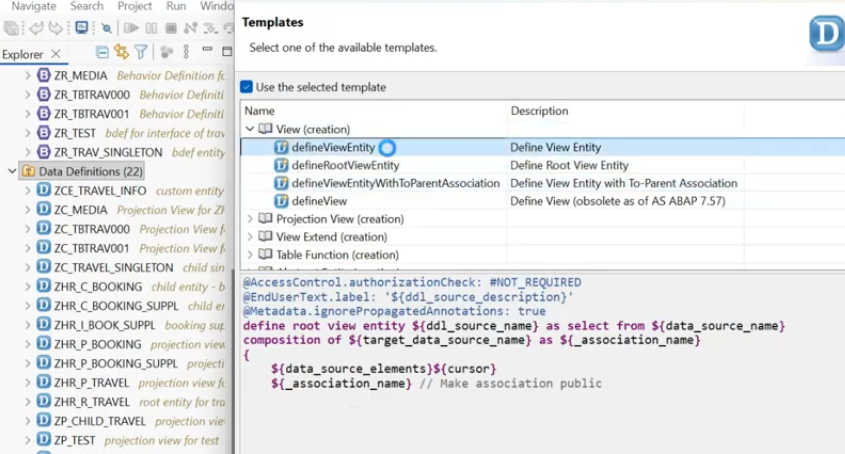 Navigate Search Project Run Windo
Explorer
ZR_MEDIA Behavior Definition fo
ZR_TBTRAV000 Behavior Definiti
ZR_TBTRAV001 Behavior Definiti
ZR_TEST bdef for interface of trav
ZR_TRAV_SINGLETON bdef entity
Data Definitions (22)
ZCE_TRAVEL_INFO custom entity
ZC_MEDIA Projection View for ZR
ZC_TBTRAV000 Projection View f
ZC_TBTRAV001 Projection View f
ZC_TRAVEL_SINGLETON child sin
ZHR_C_BOOKING child entity - b
ZHR_C_BOOKING_SUPPL child er
ZHR_I_BOOK_SUPPL booking sup
ZHR_P_BOOKING projection view
ZHR_P_BOOKING_SUPPL projecti
ZHR_P_TRAVEL projection view fo
ZHR_R_TRAVEL root entity for tra
ZP_CHILD_TRAVEL projection vie
ZP_TEST projection view for test
Templates
Select one of the available templates.
D
Use the selected template
Name Description
View (creation)
defineViewEntity Define View Entity
defineRootViewEntity Define Root View Entity
defineViewEntityWithToParentAssociation Define View Entity with To-Parent Association
defineView Define View (obsolete as of AS ABAP 7.57)
Projection View (creation)
View Extend (creation)
Table Function (creation)
@AccessControl.authorizationCheck: #NOT_REQUIRED
@EndUserText.label: '${ddl_source_description}'
@Metadata.ignorePropagatedAnnotations: true
define root view entity ${ddl_source_name} as select from ${data_source_name}
composition of ${target_data_source_name} as ${_association_name}
{
${data_source_elements}${cursor}
${_association_name} // Make association public